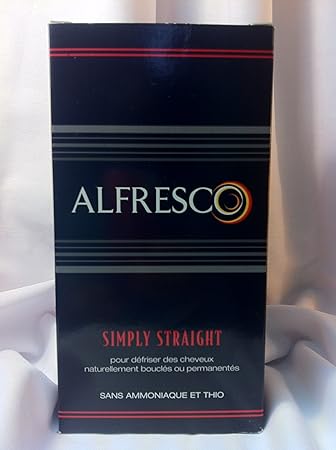 ALFRESCO
SIMPLY STRAIGHT
pour défriser des cheveux
naturellement bouclés ou permanentés
SANS AMMONIAQUE ET THIO